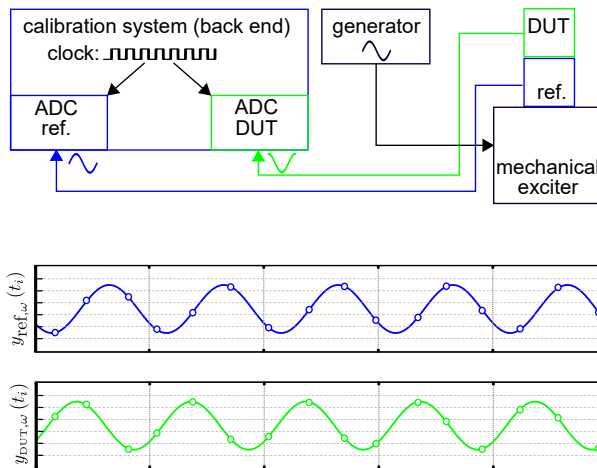 calibration system (back end)
clock:
ADC
ref.
ADC
DUT
generator
DUT
ref.
mechanical
exciter
y_ref,ω (t_i)
y_DUT,ω (t_i)